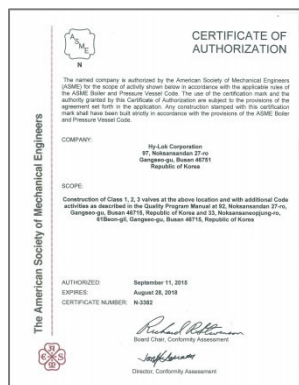 CERTIFICATE OF
AUTHORIZATION
ASME
N
The named company is authorized by the American Society of Mechanical Engineers
(ASME) for the scope of activity shown below in accordance with the applicable rules of
the ASME Boiler and Pressure Vessel Code. The use of the certification mark and the
authority granted by this Certificate of Authorization are subject to the provisions of the
agreement set forth in the application. Any construction stamped with this certification
mark shall have been built strictly in accordance with the provisions of the ASME Boiler
and Pressure Vessel Code.
COMPANY:
Hy-Lok Corporation
97, Noksansandan 27-ro
Gangseo-gu, Busan 46751
Republic of Korea
SCOPE:
Construction of Class 1, 2, 3 valves at the above location and with additional Code
activities as described in the Quality Program Manual at 92, Noksansandan 27-ro,
Gangseo-gu, Busan 46715, Republic of Korea and 33, Noksansaneopjung-ro,
61Beon-gil, Gangseo-gu, Busan 46715, Republic of Korea
AUTHORIZED: September 11, 2018
EXPIRES: August 28, 2018
CERTIFICATE NUMBER: N-3382
Board Chair, Conformity Assessment
Director, Conformity Assessment
The American Society of Mechanical Engineers